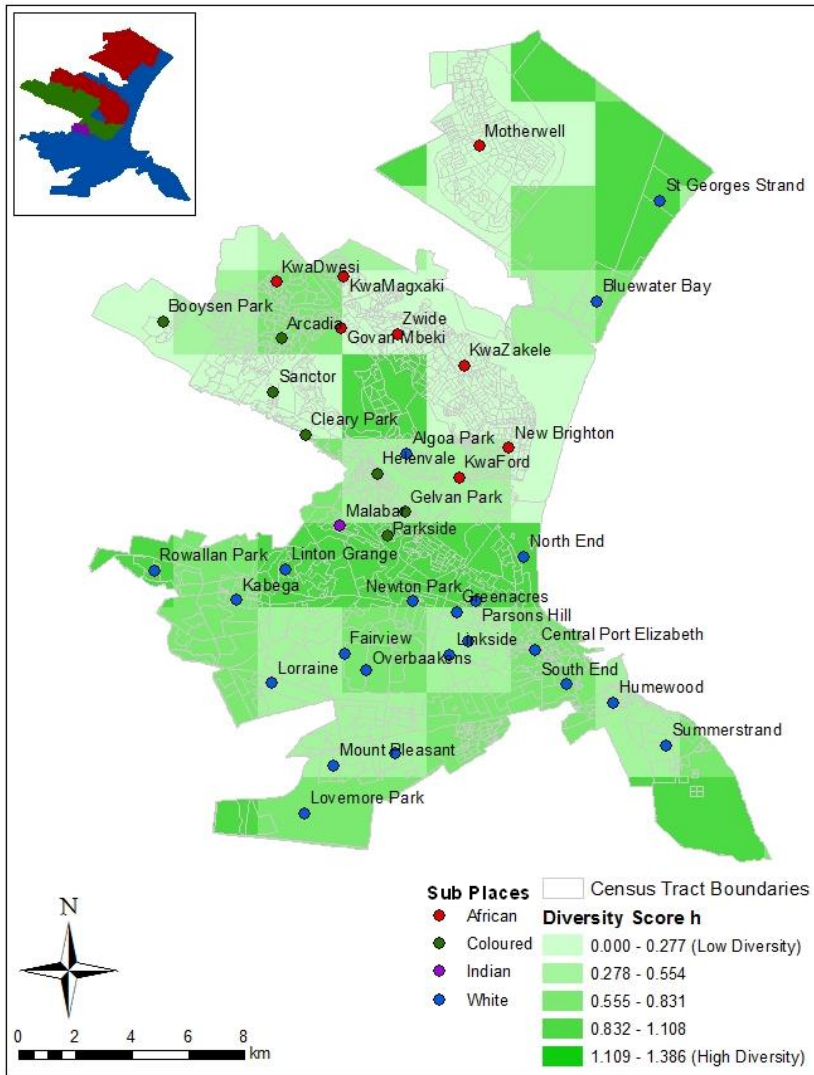 Motherwell
St Georges Strand
KwaDwesi
KwaMagxaki
Bluewater Bay
Booysen Park
Arcadia
Zwide
Govan Mbeki
KwaZakele
Sanctor
Cleary Park
Algoa Park
New Brighton
Helenvale
KwaFord
Gelvan Park
Malabar
Parkside
North End
Rowallan Park
Linton Grange
Kabega
Newton Park
Greenacres
Parsons Hill
Fairview
Linkside
Central Port Elizabeth
Overbaakens
Lorraine
South End
Humewood
Summerstrand
Mount Pleasant
Lovemore Park
N
0 2 4 6 8
km
Sub Places
African
Coloured
Indian
White
Census Tract Boundaries
Diversity Score h
0.000 - 0.277 (Low Diversity)
0.278 - 0.554
0.555 - 0.831
0.832 - 1.108
1.109 - 1.386 (High Diversity)